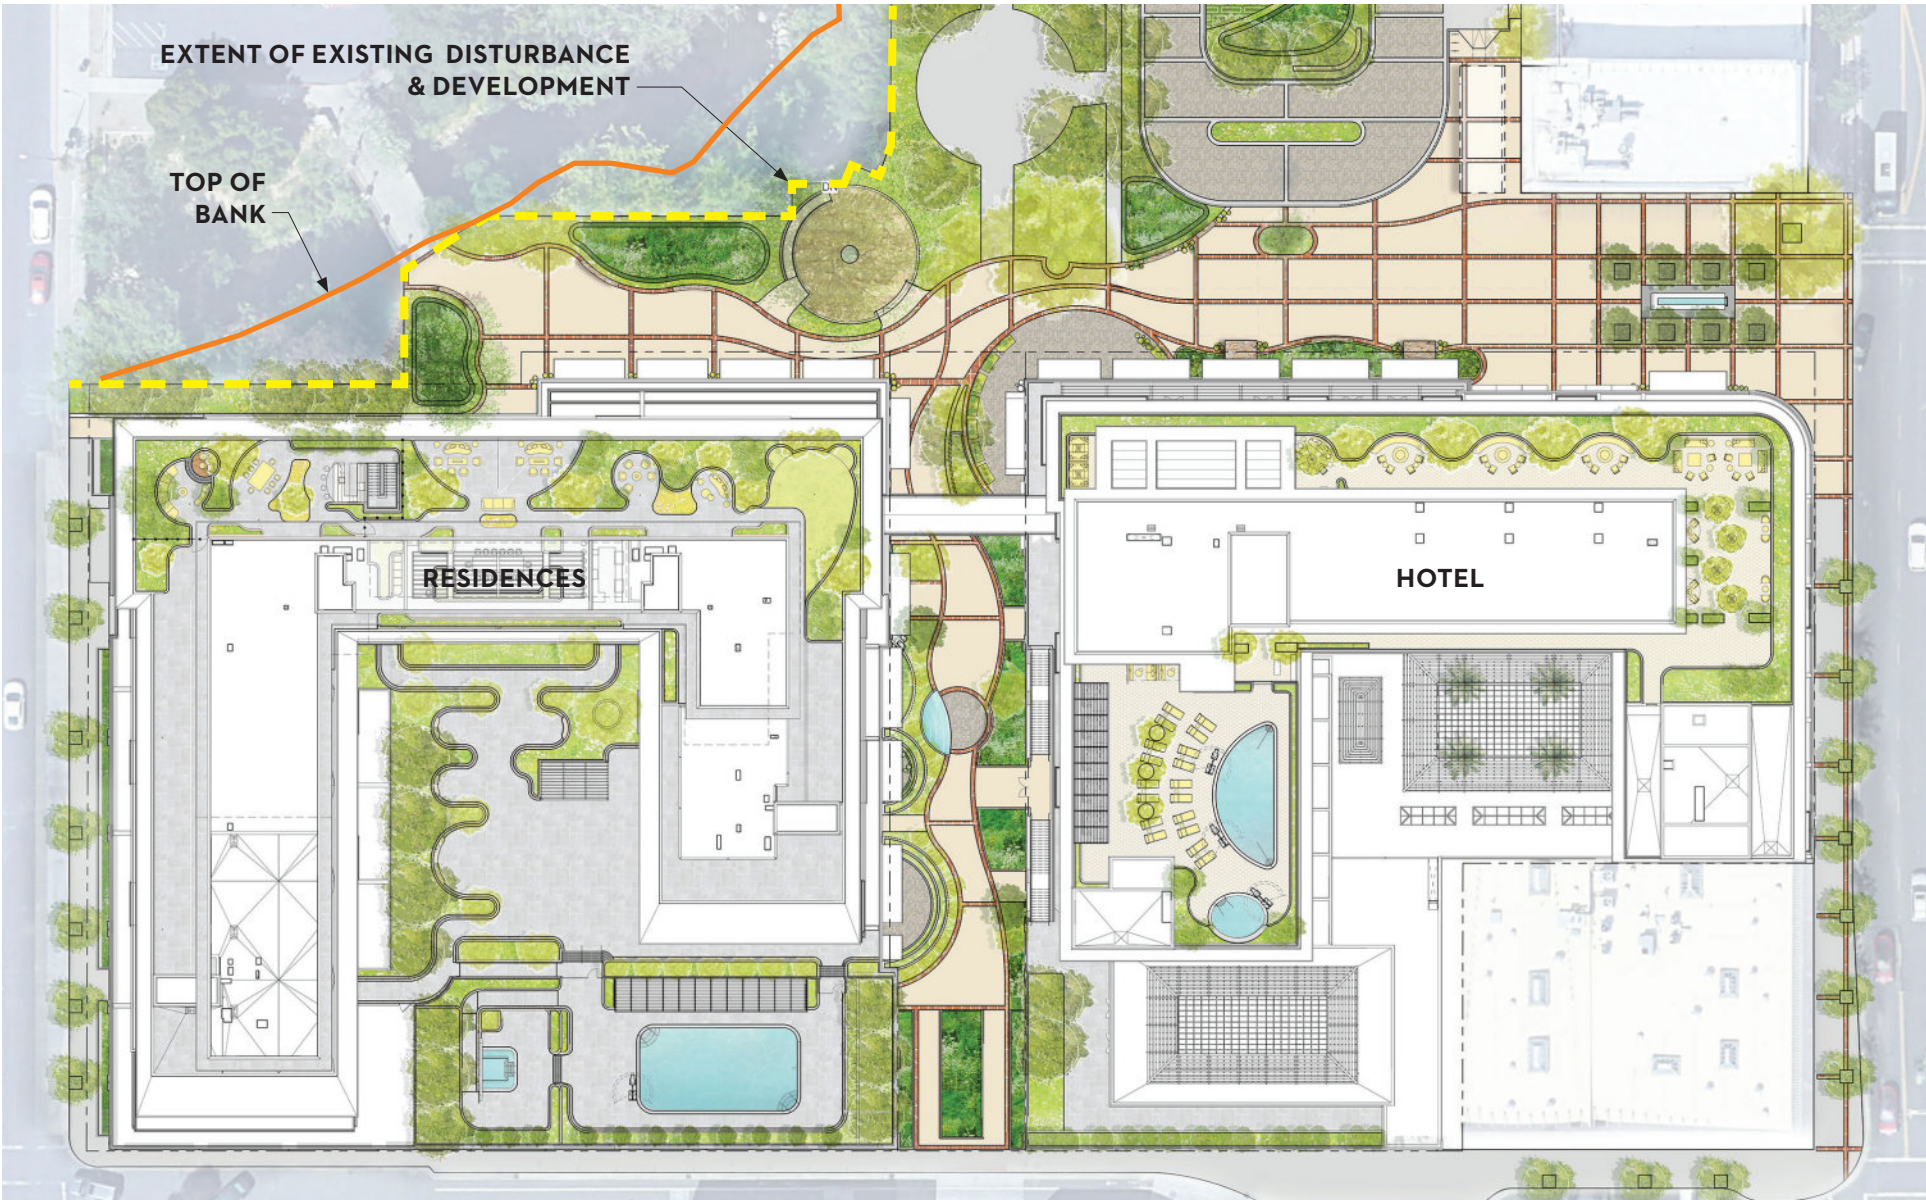 EXTENT OF EXISTING DISTURBANCE
& DEVELOPMENT
TOP OF
BANK
RESIDENCES
HOTEL